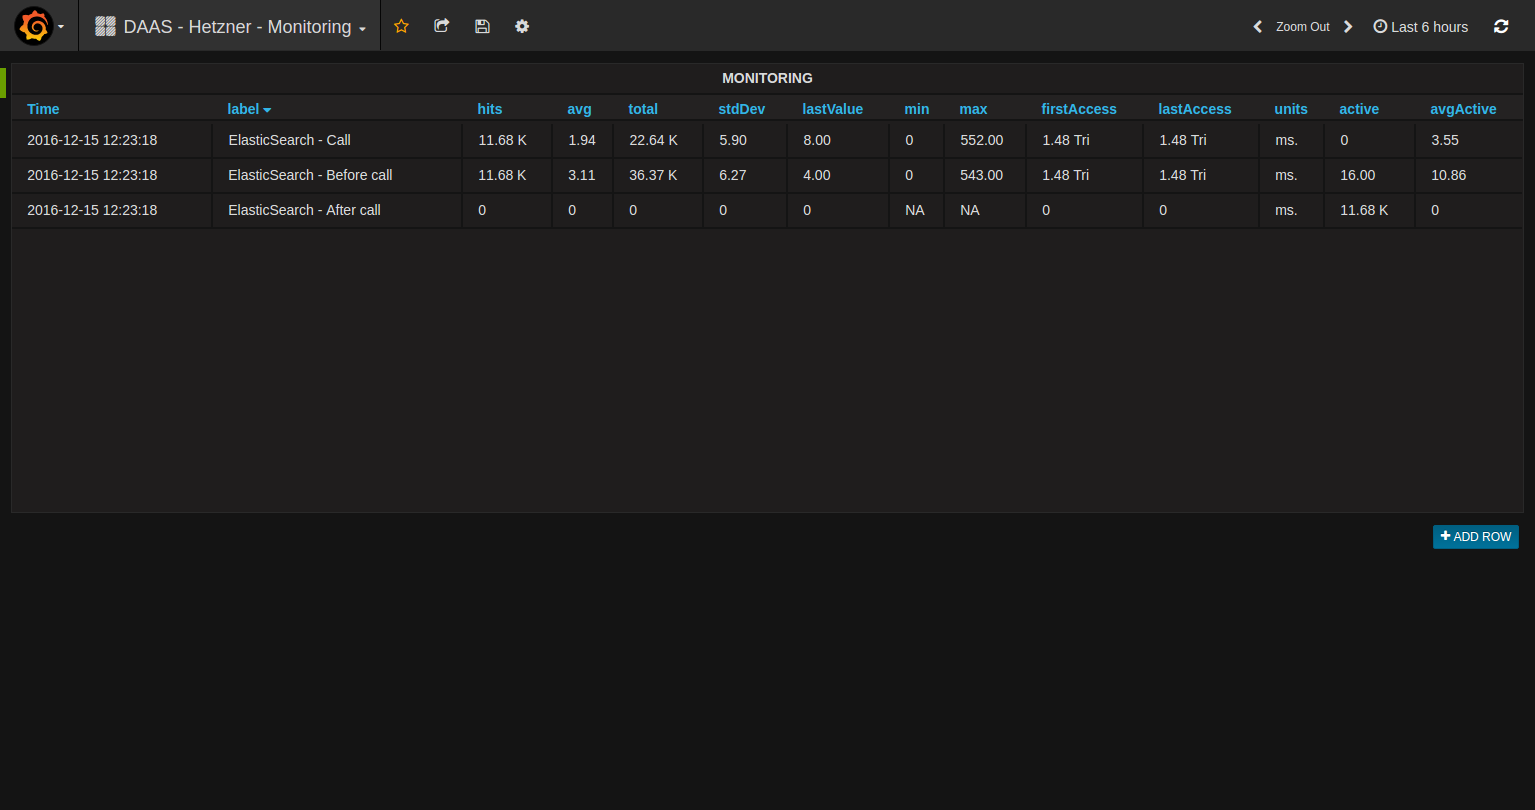 DAAS - Hetzner - Monitoring Zoom Out Last 6 hours
MONITORING
Time label hits avg total stdDev lastValue min max firstAccess lastAccess units active avgActive
2016-12-15 12:23:18 ElasticSearch - Call 11.68 K 1.94 22.64 K 5.90 8.00 0 552.00 1.48 Tri 1.48 Tri ms. 0 3.55
2016-12-15 12:23:18 ElasticSearch - Before call 11.68 K 3.11 36.37 K 6.27 4.00 0 543.00 1.48 Tri 1.48 Tri ms. 16.00 10.86
2016-12-15 12:23:18 ElasticSearch - After call 0 0 0 0 0 NA NA 0 0 ms. 11.68 K 0
ADD ROW